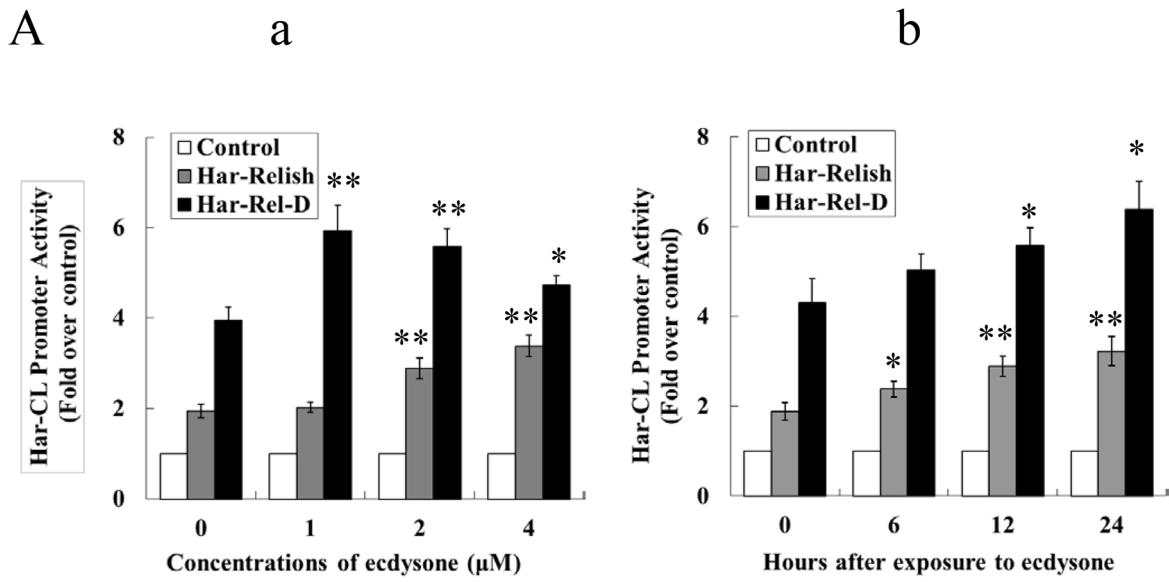 A
a
b
Har-CL Promoter Activity
(Fold over control)
8
6
4
2
0
Control
Har-Relish
Har-Rel-D
**
**
*
**
**
0
1
2
4
Concentrations of ecdysone (μM)
Har-CL Promoter Activity
(Fold over control)
8
6
4
2
0
Control
Har-Relish
Har-Rel-D
*
*
**
*
**
0
6
12
24
Hours after exposure to ecdysone